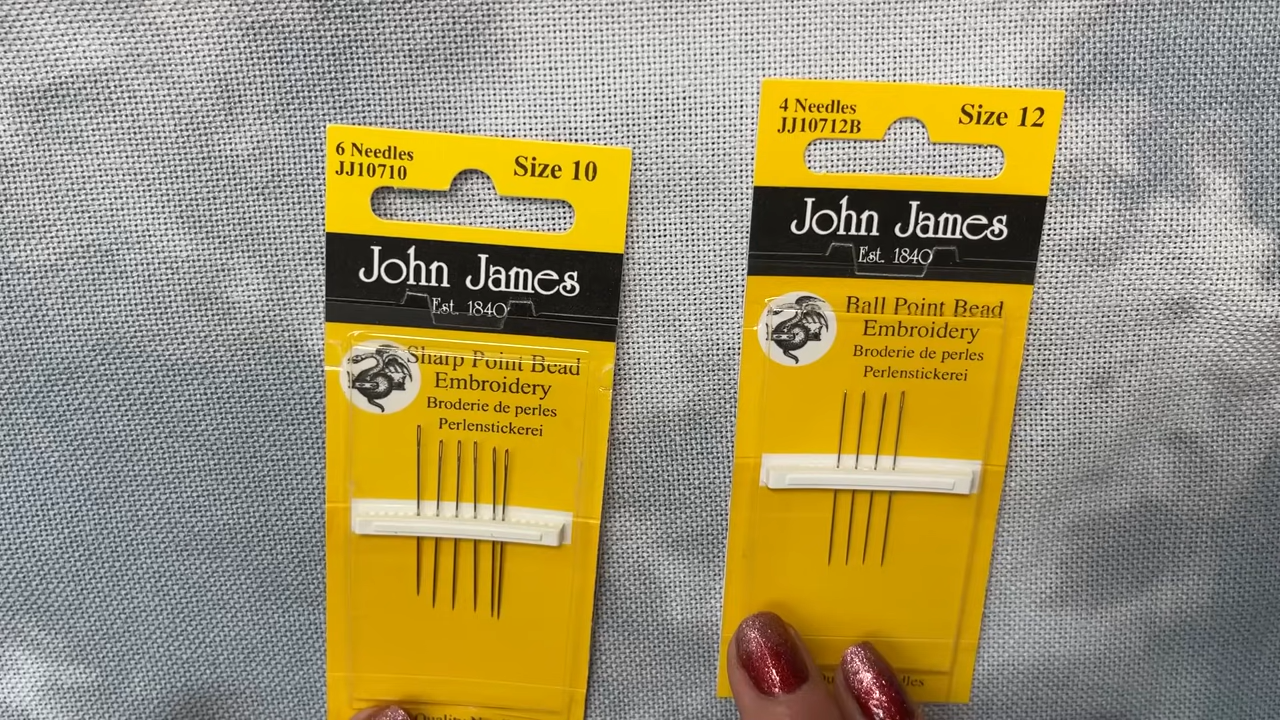 6 Needles
JJ10710
Size 10
John James
Est. 1840
Sharp Point Bead
Embroidery
Broderie de perles
Perlenstickerei
4 Needles
JJ10712B
Size 12
John James
Est. 1840
Ball Point Bead
Embroidery
Broderie de perles
Perlenstickerei